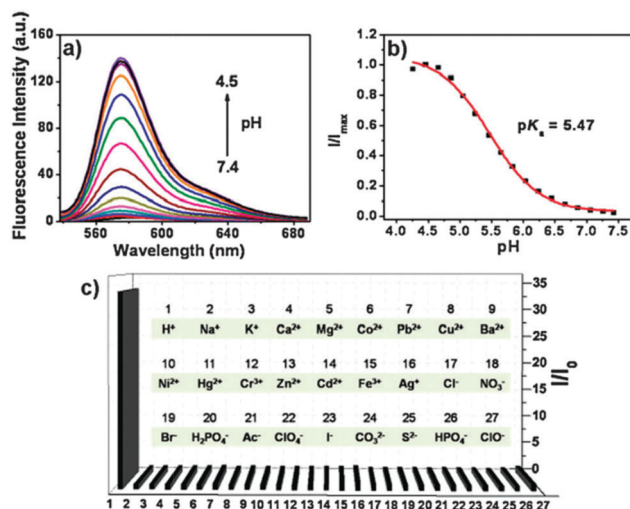 a)
Fluorescence Intensity (a.u.)
160
120
80
40
0
560
600
640
680
Wavelength (nm)
4.5
pH
7.4
b)
I/Imax
1.0
0.8
0.6
0.4
0.2
0.0
4.0 4.5 5.0 5.5 6.0 6.5 7.0 7.5
pH
pKa = 5.47
c)
1 2 3 4 5 6 7 8 9
H+ Na+ K+ Ca2+ Mg2+ Co2+ Pb2+ Cu2+ Ba2+
10 11 12 13 14 15 16 17 18
Ni2+ Hg2+ Cr3+ Zn2+ Cd2+ Fe3+ Ag+ Cl- NO3-
19 20 21 22 23 24 25 26 27
Br- H2PO4- Ac- ClO4- I- CO32- S2- HPO4- ClO-
35
30
25
20
15
10
5
0
I/I0
1 2 3 4 5 6 7 8 9 10 11 12 13 14 15 16 17 18 19 20 21 22 23 24 25 26 27